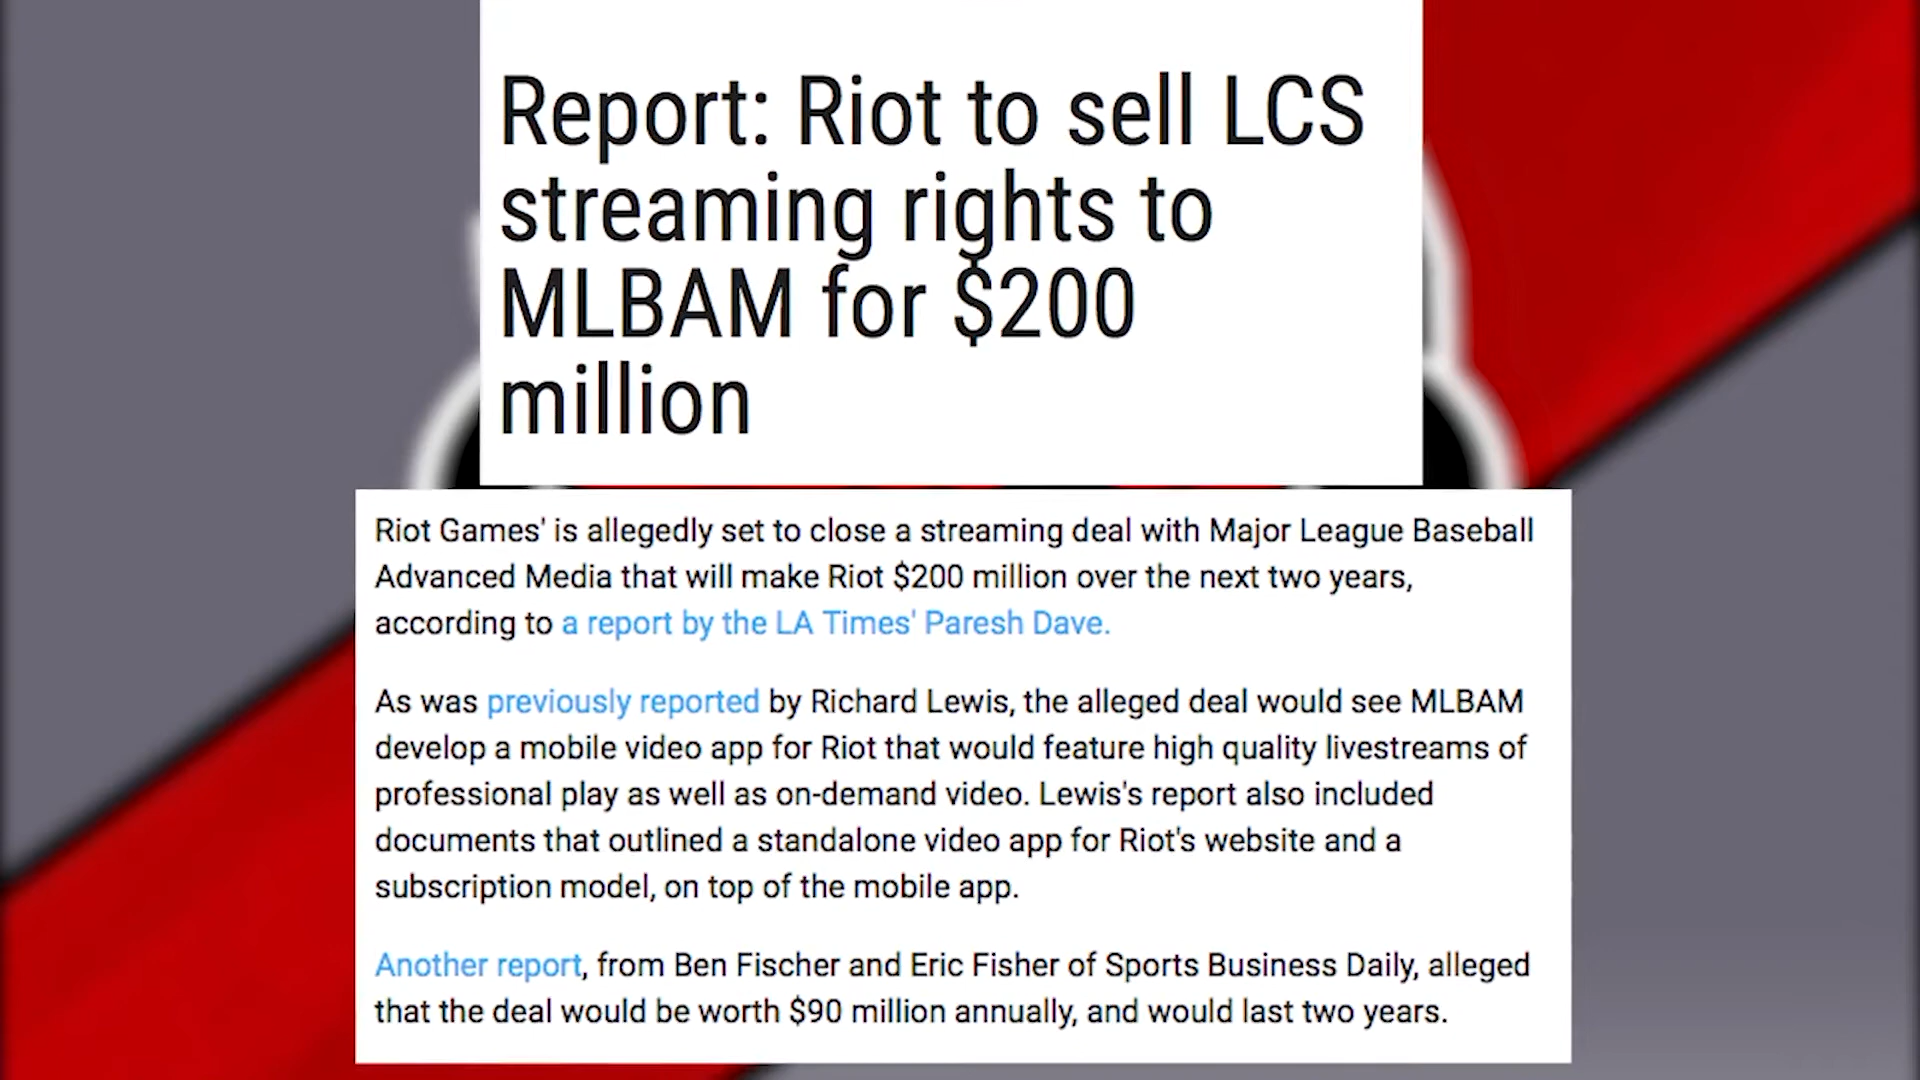 Report: Riot to sell LCS
streaming rights to
MLBAM for $200
million
Riot Games' is allegedly set to close a streaming deal with Major League Baseball
Advanced Media that will make Riot $200 million over the next two years,
according to a report by the LA Times' Paresh Dave.
As was previously reported by Richard Lewis, the alleged deal would see MLBAM
develop a mobile video app for Riot that would feature high quality livestreams of
professional play as well as on-demand video. Lewis's report also included
documents that outlined a standalone video app for Riot's website and a
subscription model, on top of the mobile app.
Another report, from Ben Fischer and Eric Fisher of Sports Business Daily, alleged
that the deal would be worth $90 million annually, and would last two years.